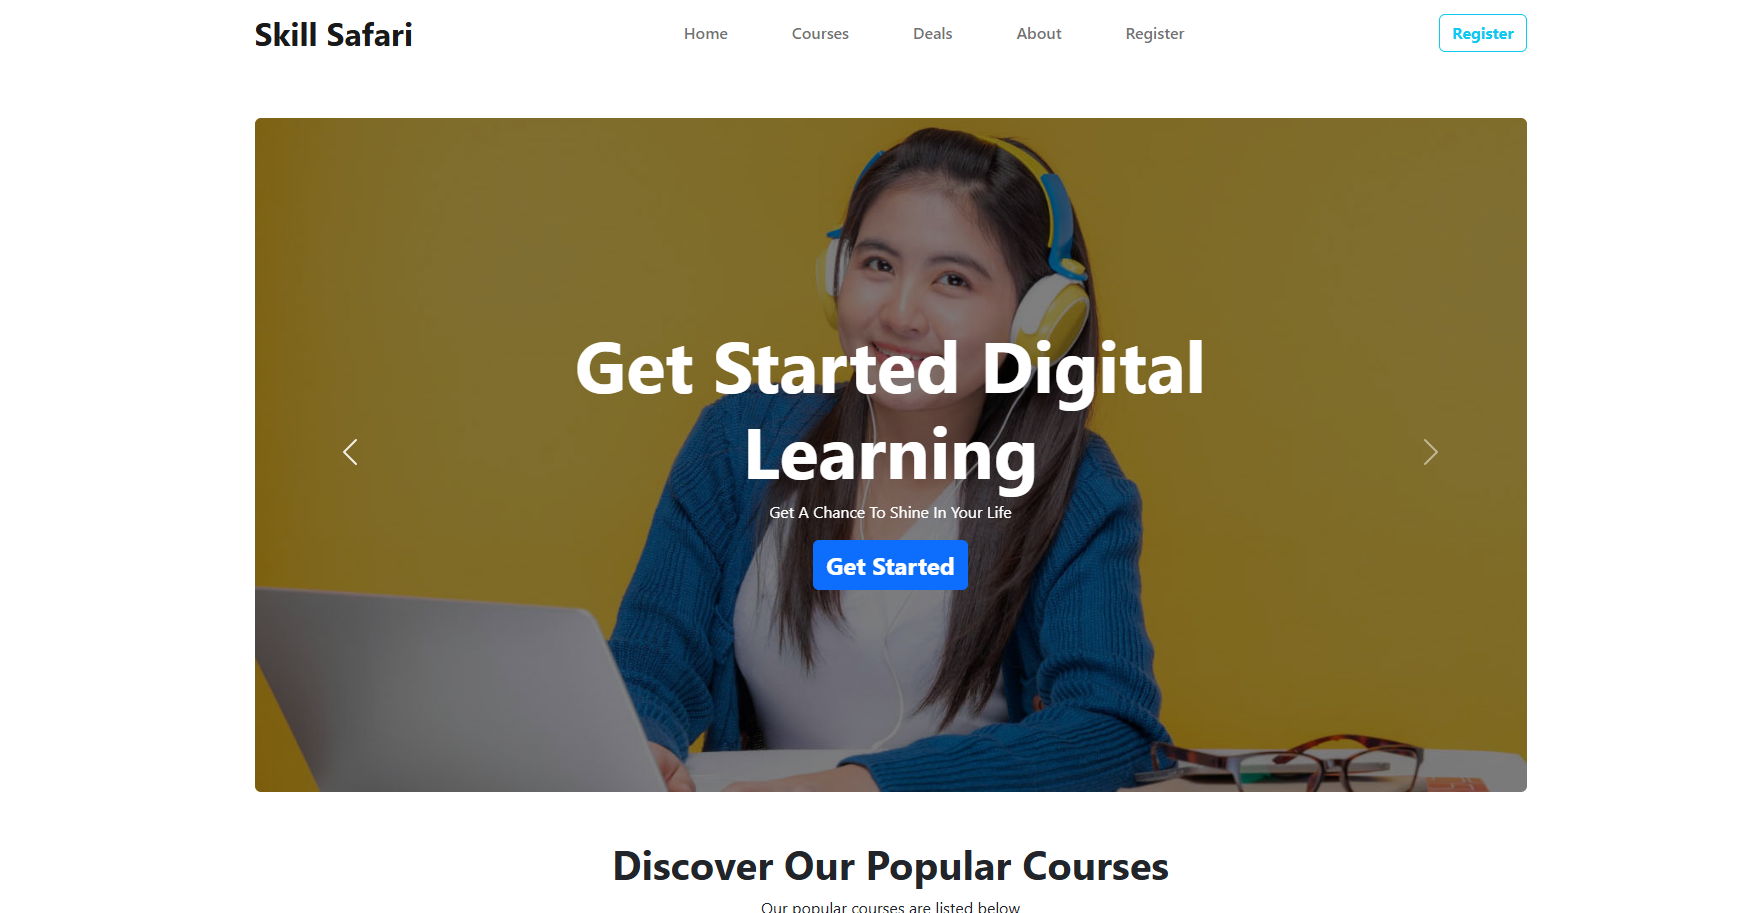 Skill Safari
Home
Courses
Deals
About
Register
Register
Get Started Digital
Learning
Get A Chance To Shine In Your Life
Get Started
Discover Our Popular Courses
Our popular courses are listed below